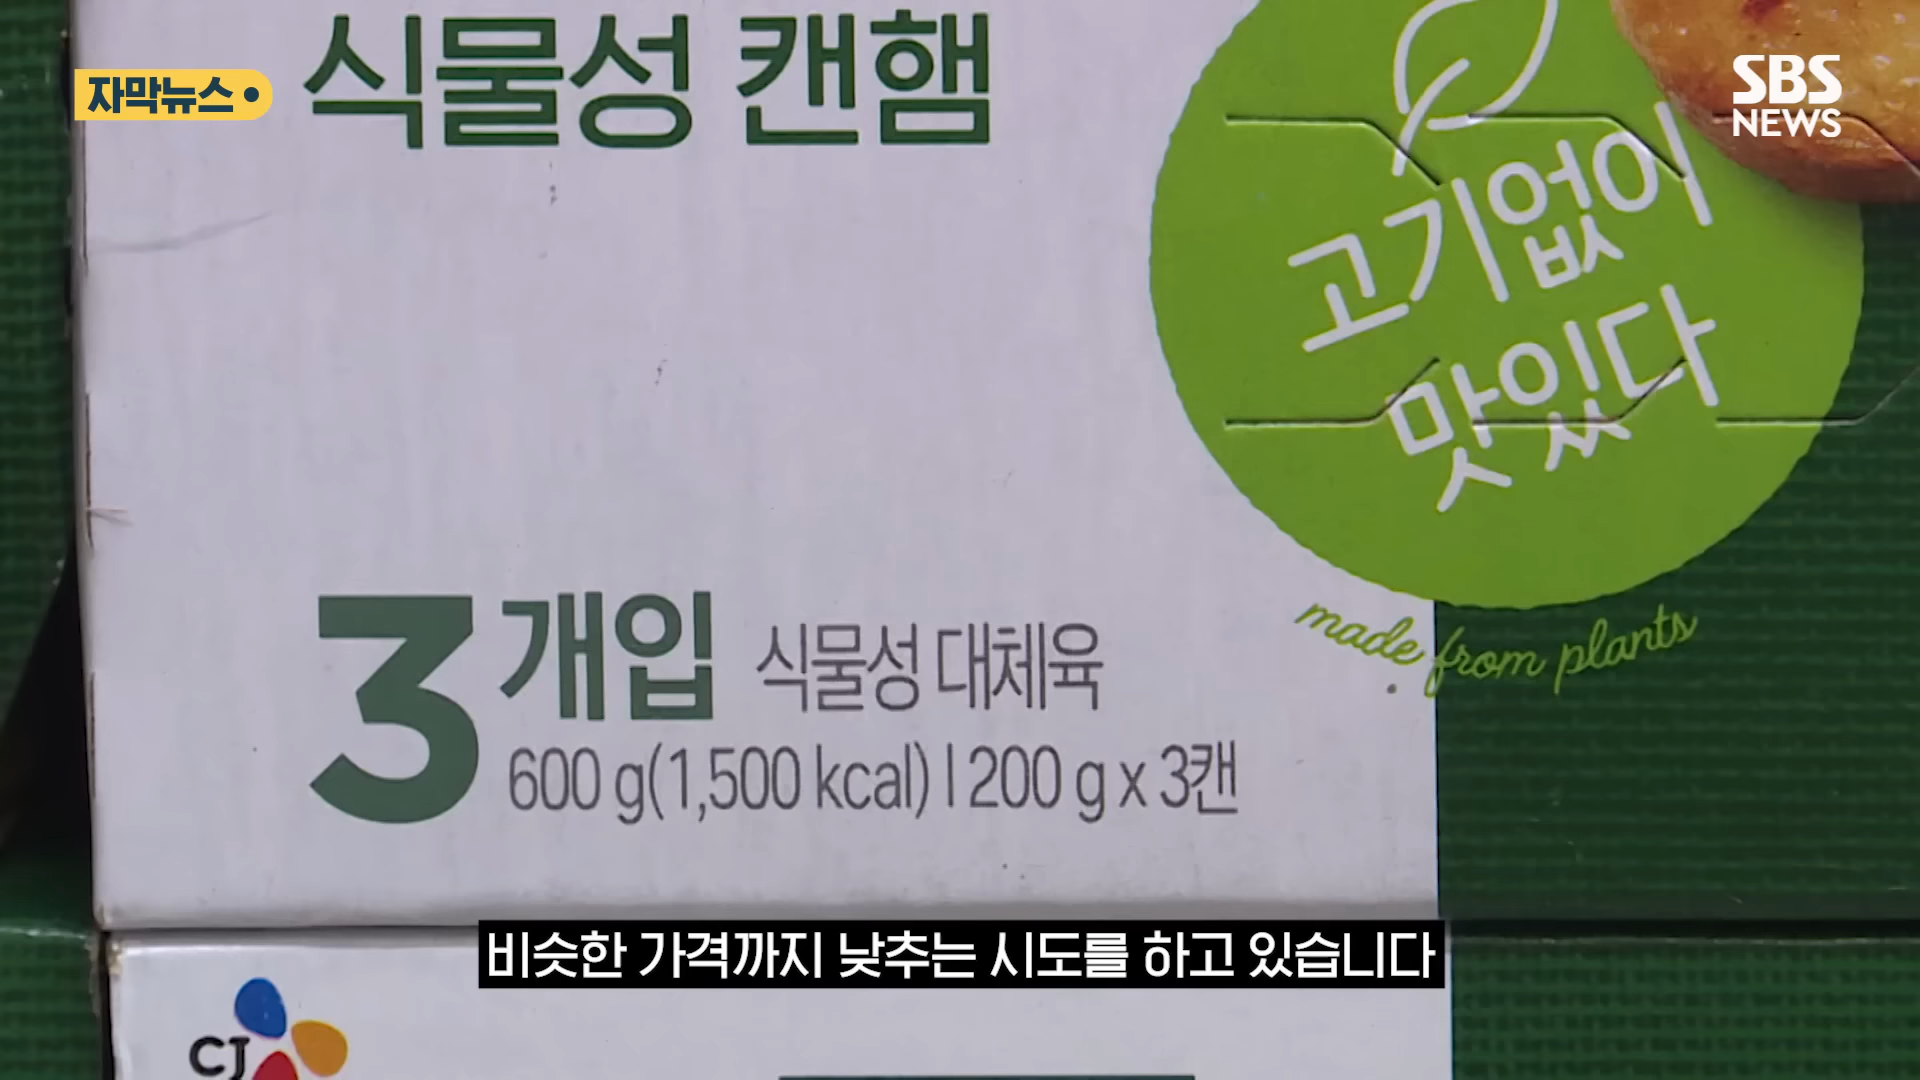 자막뉴스
식물성 캔햄
SBS
NEWS
고기없이
맛있다
made from plants
3개입 식물성 대체육
600 g(1,500 kcal) | 200 g x 3캔
비슷한 가격까지 낮추는 시도를 하고 있습니다
CJ